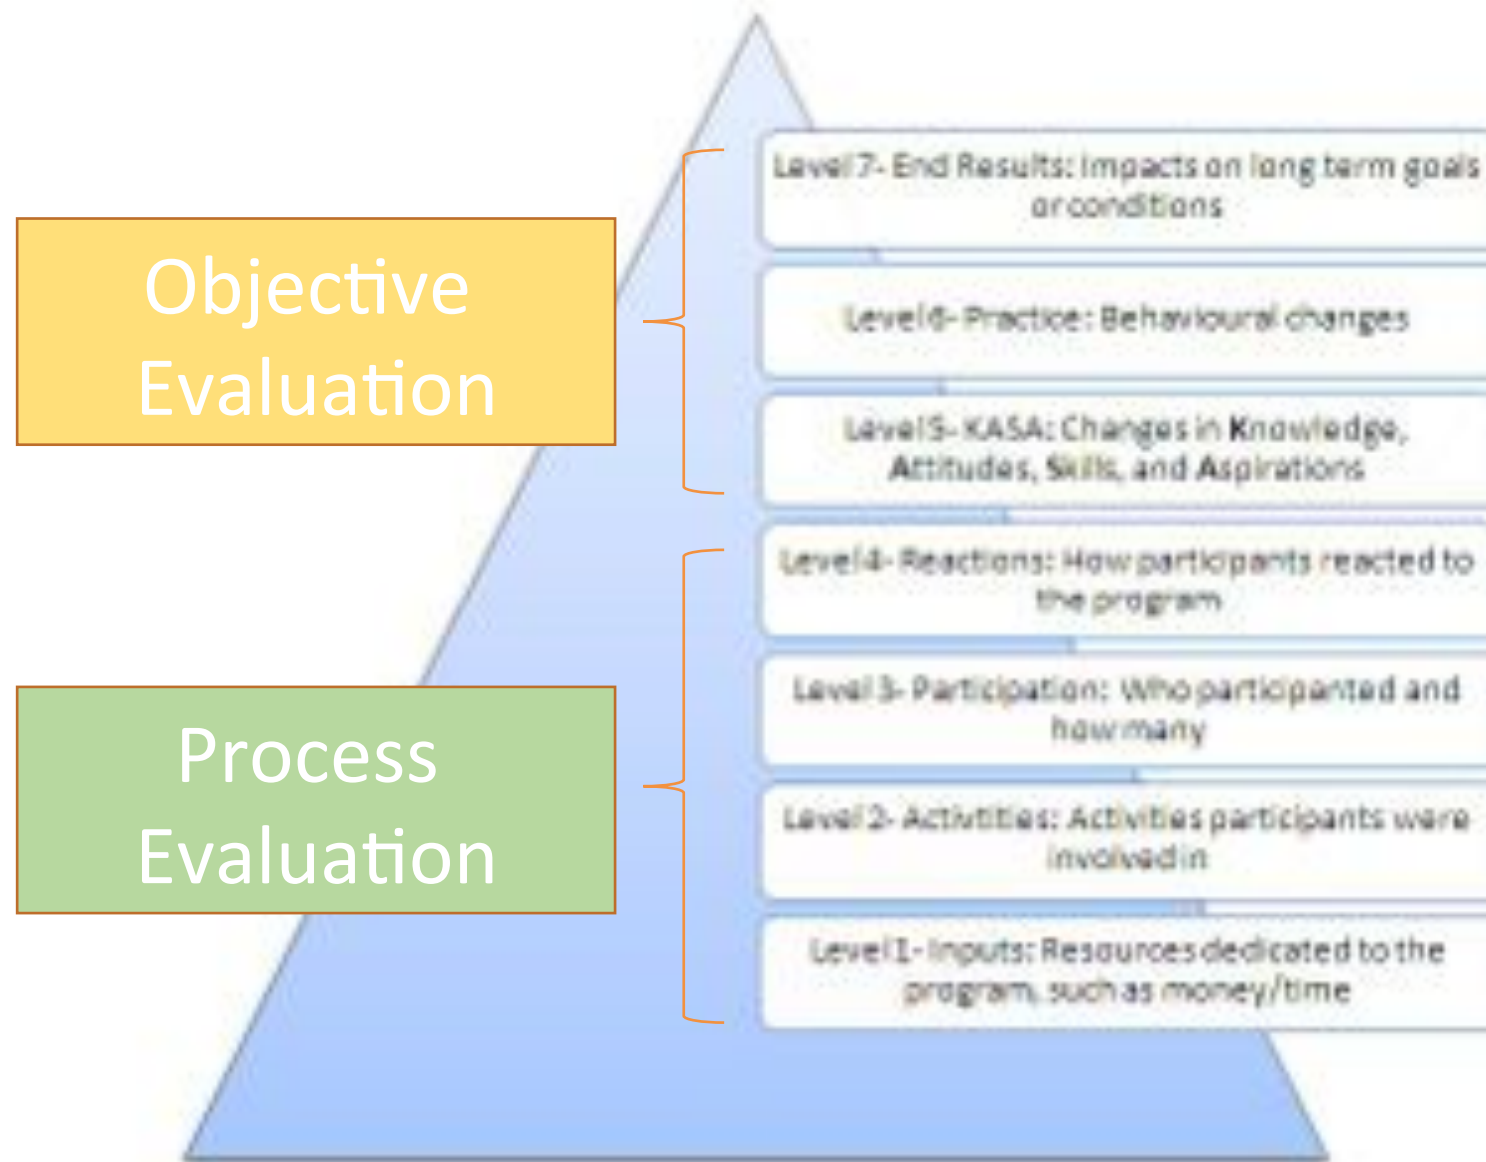 Objective
Evaluation
Process
Evaluation
Level 7- End Results: Impacts on long term goals
or conditions
Level 6- Practice: Behavioural changes
Level 5- KASA: Changes in Knowledge,
Attitudes, Skills, and Aspirations
Level 4- Reactions: How participants reacted to
the program
Level 3- Participation: Who participanted and
how many
Level 2- Activtities: Activities participants were
involved in
Level 1- Inputs: Resources dedicated to the
program, such as money/time